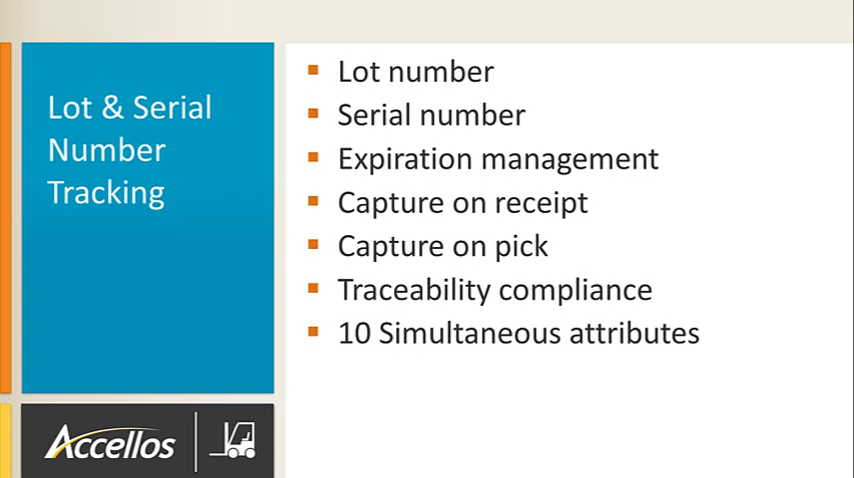 Lot & Serial
Number
Tracking
Lot number
Serial number
Expiration management
Capture on receipt
Capture on pick
Traceability compliance
10 Simultaneous attributes
Accellos